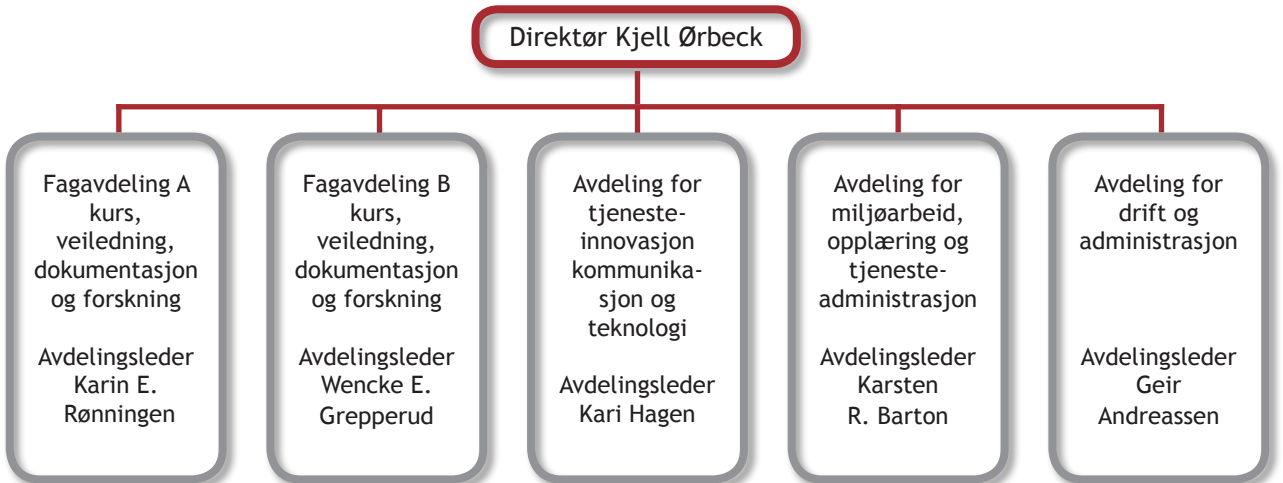 Direktør Kjell Ørbeck
Fagavdeling A
kurs,
veiledning,
dokumentasjon
og forskning
Avdelingsleder
Karin E.
Rønningen
Fagavdeling B
kurs,
veiledning,
dokumentasjon
og forskning
Avdelingsleder
Wencke E.
Grepperud
Avdeling for
tjeneste-
innovasjon
kommunika-
sjon og
teknologi
Avdelingsleder
Kari Hagen
Avdeling for
miljøarbeid,
opplæring og
tjeneste-
administrasjon
Avdelingsleder
Karsten
R. Barton
Avdeling for
drift og
administrasjon
Avdelingsleder
Geir
Andreassen